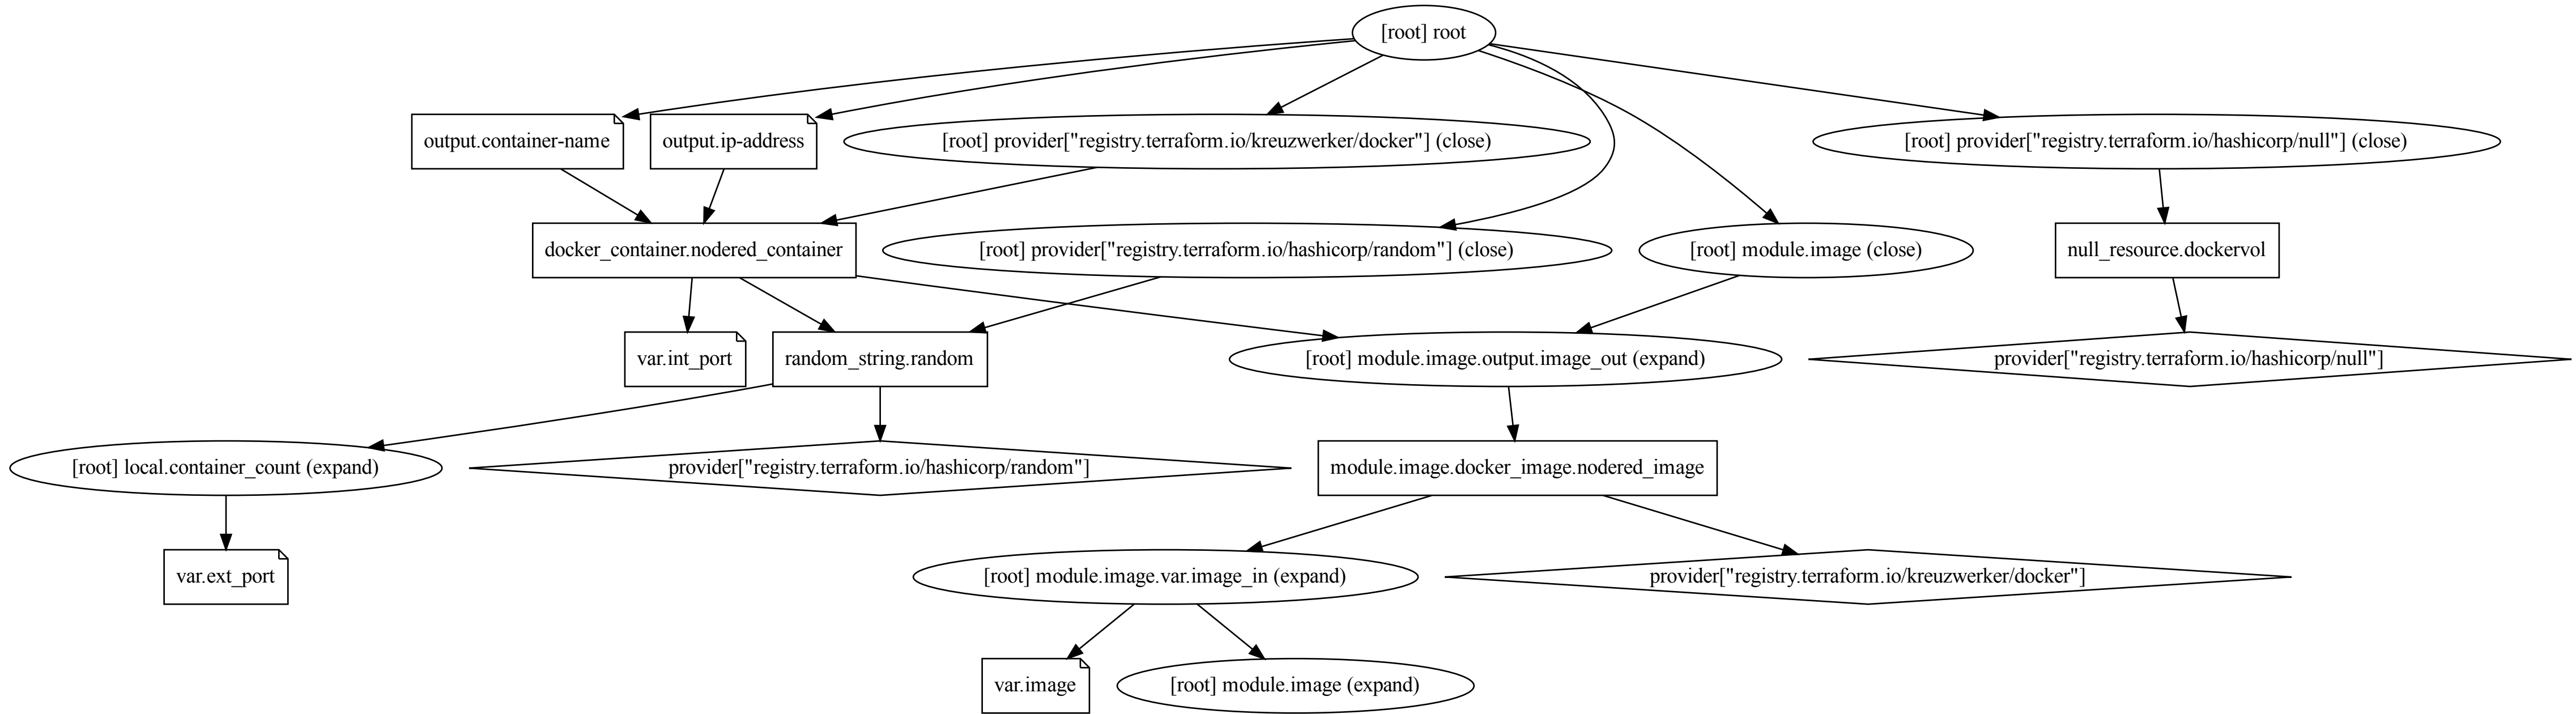 [root] root
output.container-name
output.ip-address
[root] provider["registry.terraform.io/kreuzwerker/docker"] (close)
[root] provider["registry.terraform.io/hashicorp/null"] (close)
docker_container.nodered_container
[root] provider["registry.terraform.io/hashicorp/random"] (close)
[root] module.image (close)
null_resource.dockervol
var.int_port
random_string.random
[root] module.image.output.image_out (expand)
provider["registry.terraform.io/hashicorp/null"]
[root] local.container_count (expand)
provider["registry.terraform.io/hashicorp/random"]
module.image.docker_image.nodered_image
var.ext_port
[root] module.image.var.image_in (expand)
provider["registry.terraform.io/kreuzwerker/docker"]
var.image
[root] module.image (expand)